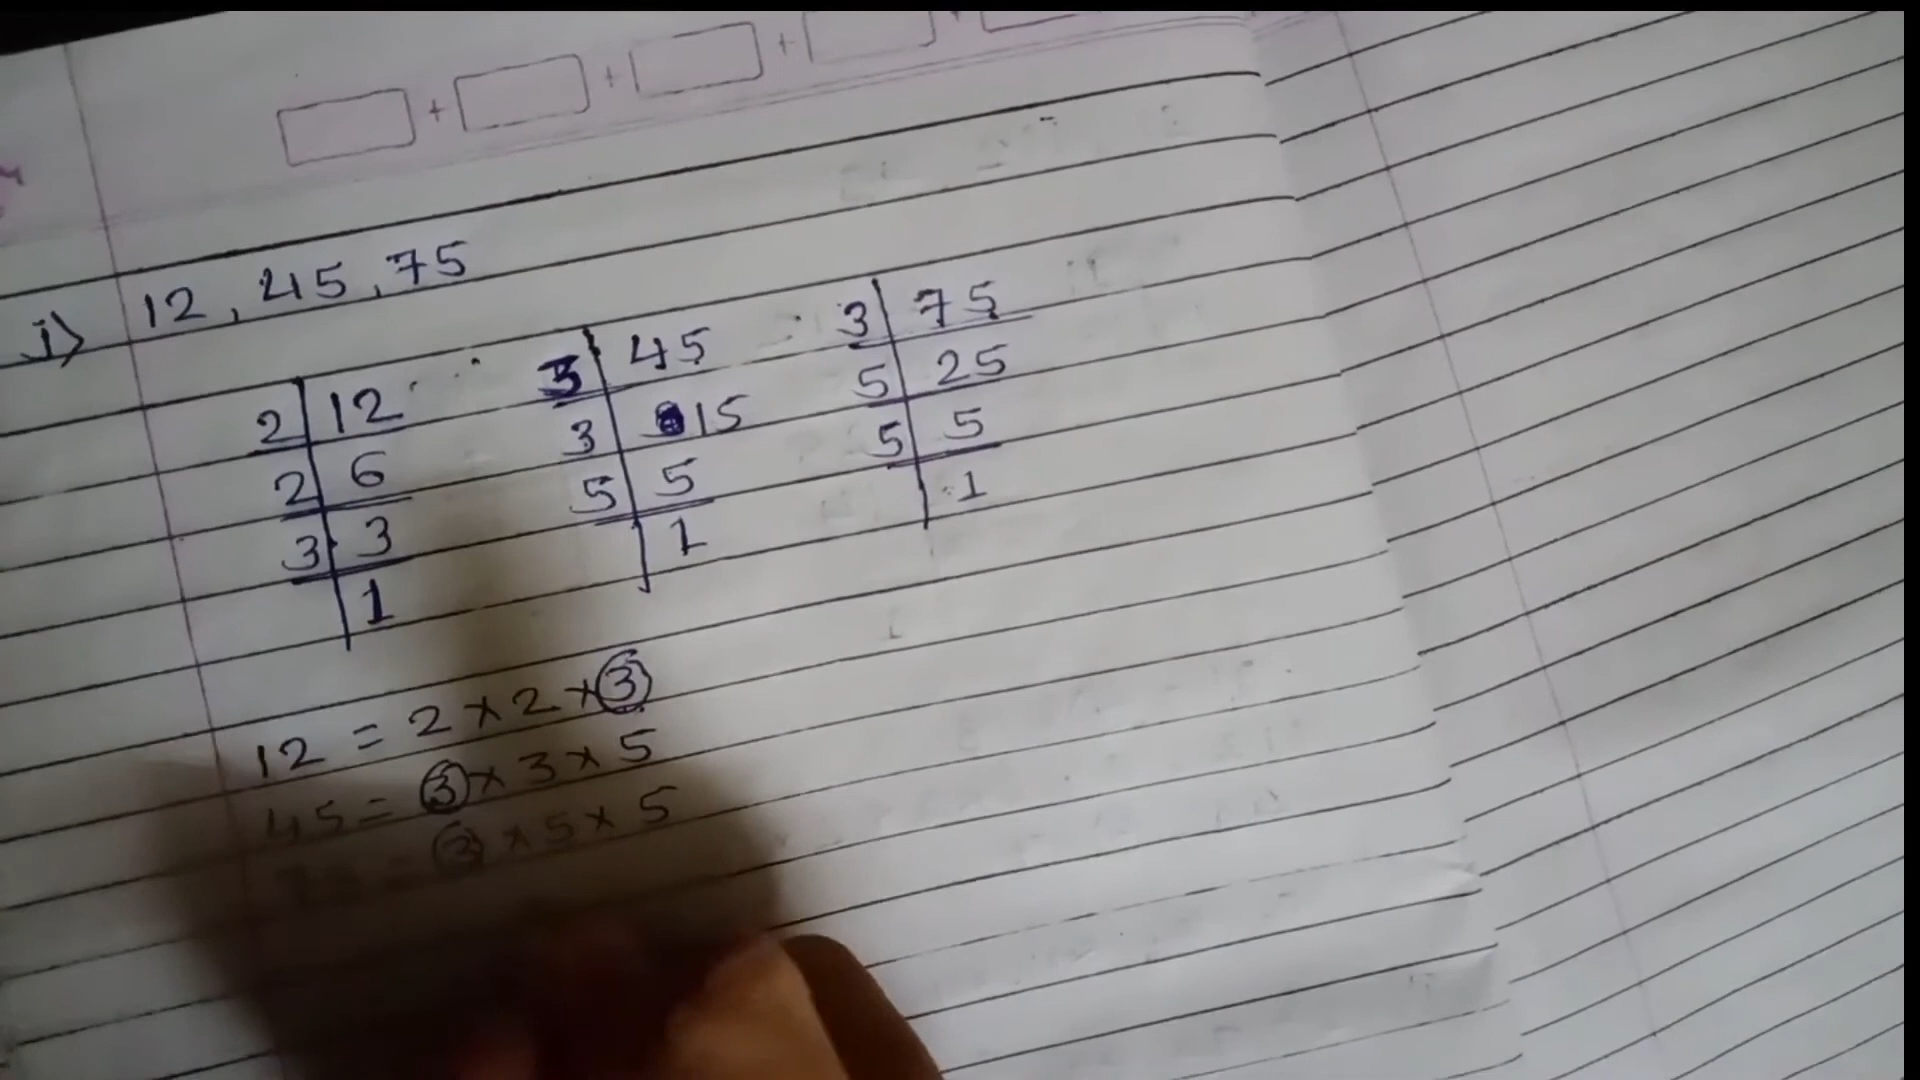 i) 12, 45, 75
2 | 12
2 | 6
3 | 3
1
3 | 45
3 | 15
5 | 5
1
3 | 75
5 | 25
5 | 5
1
12 = 2 × 2 × 3
45 = 3 × 3 × 5
75 = 3 × 5 × 5